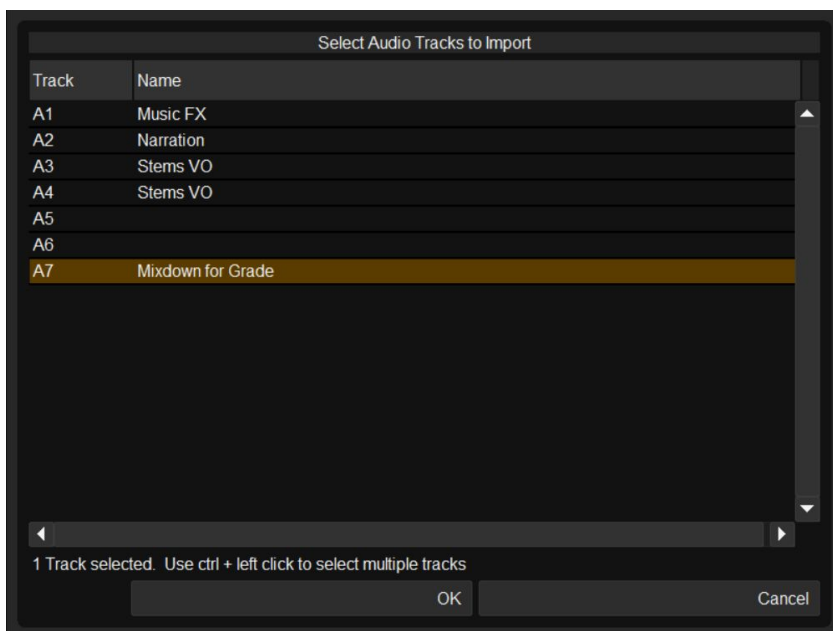 Select Audio Tracks to Import
Track Name
A1 Music FX
A2 Narration
A3 Stems VO
A4 Stems VO
A5
A6
A7 Mixdown for Grade
1 Track selected. Use ctrl + left click to select multiple tracks
OK Cancel